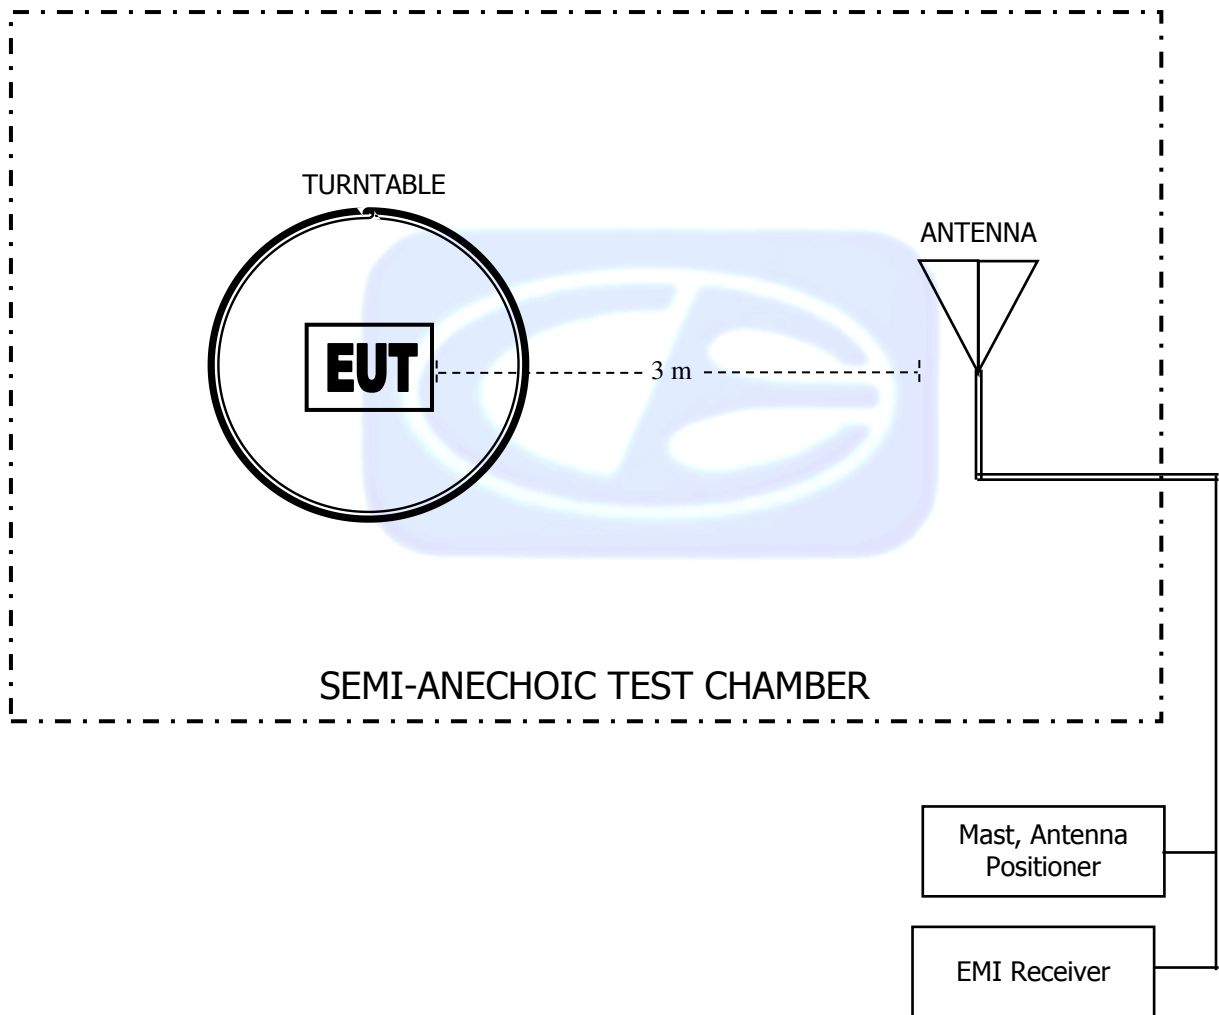 TURNTABLE
ANTENNA
EUT
3 m
SEMI-ANECHOIC TEST CHAMBER
Mast, Antenna
Positioner
EMI Receiver